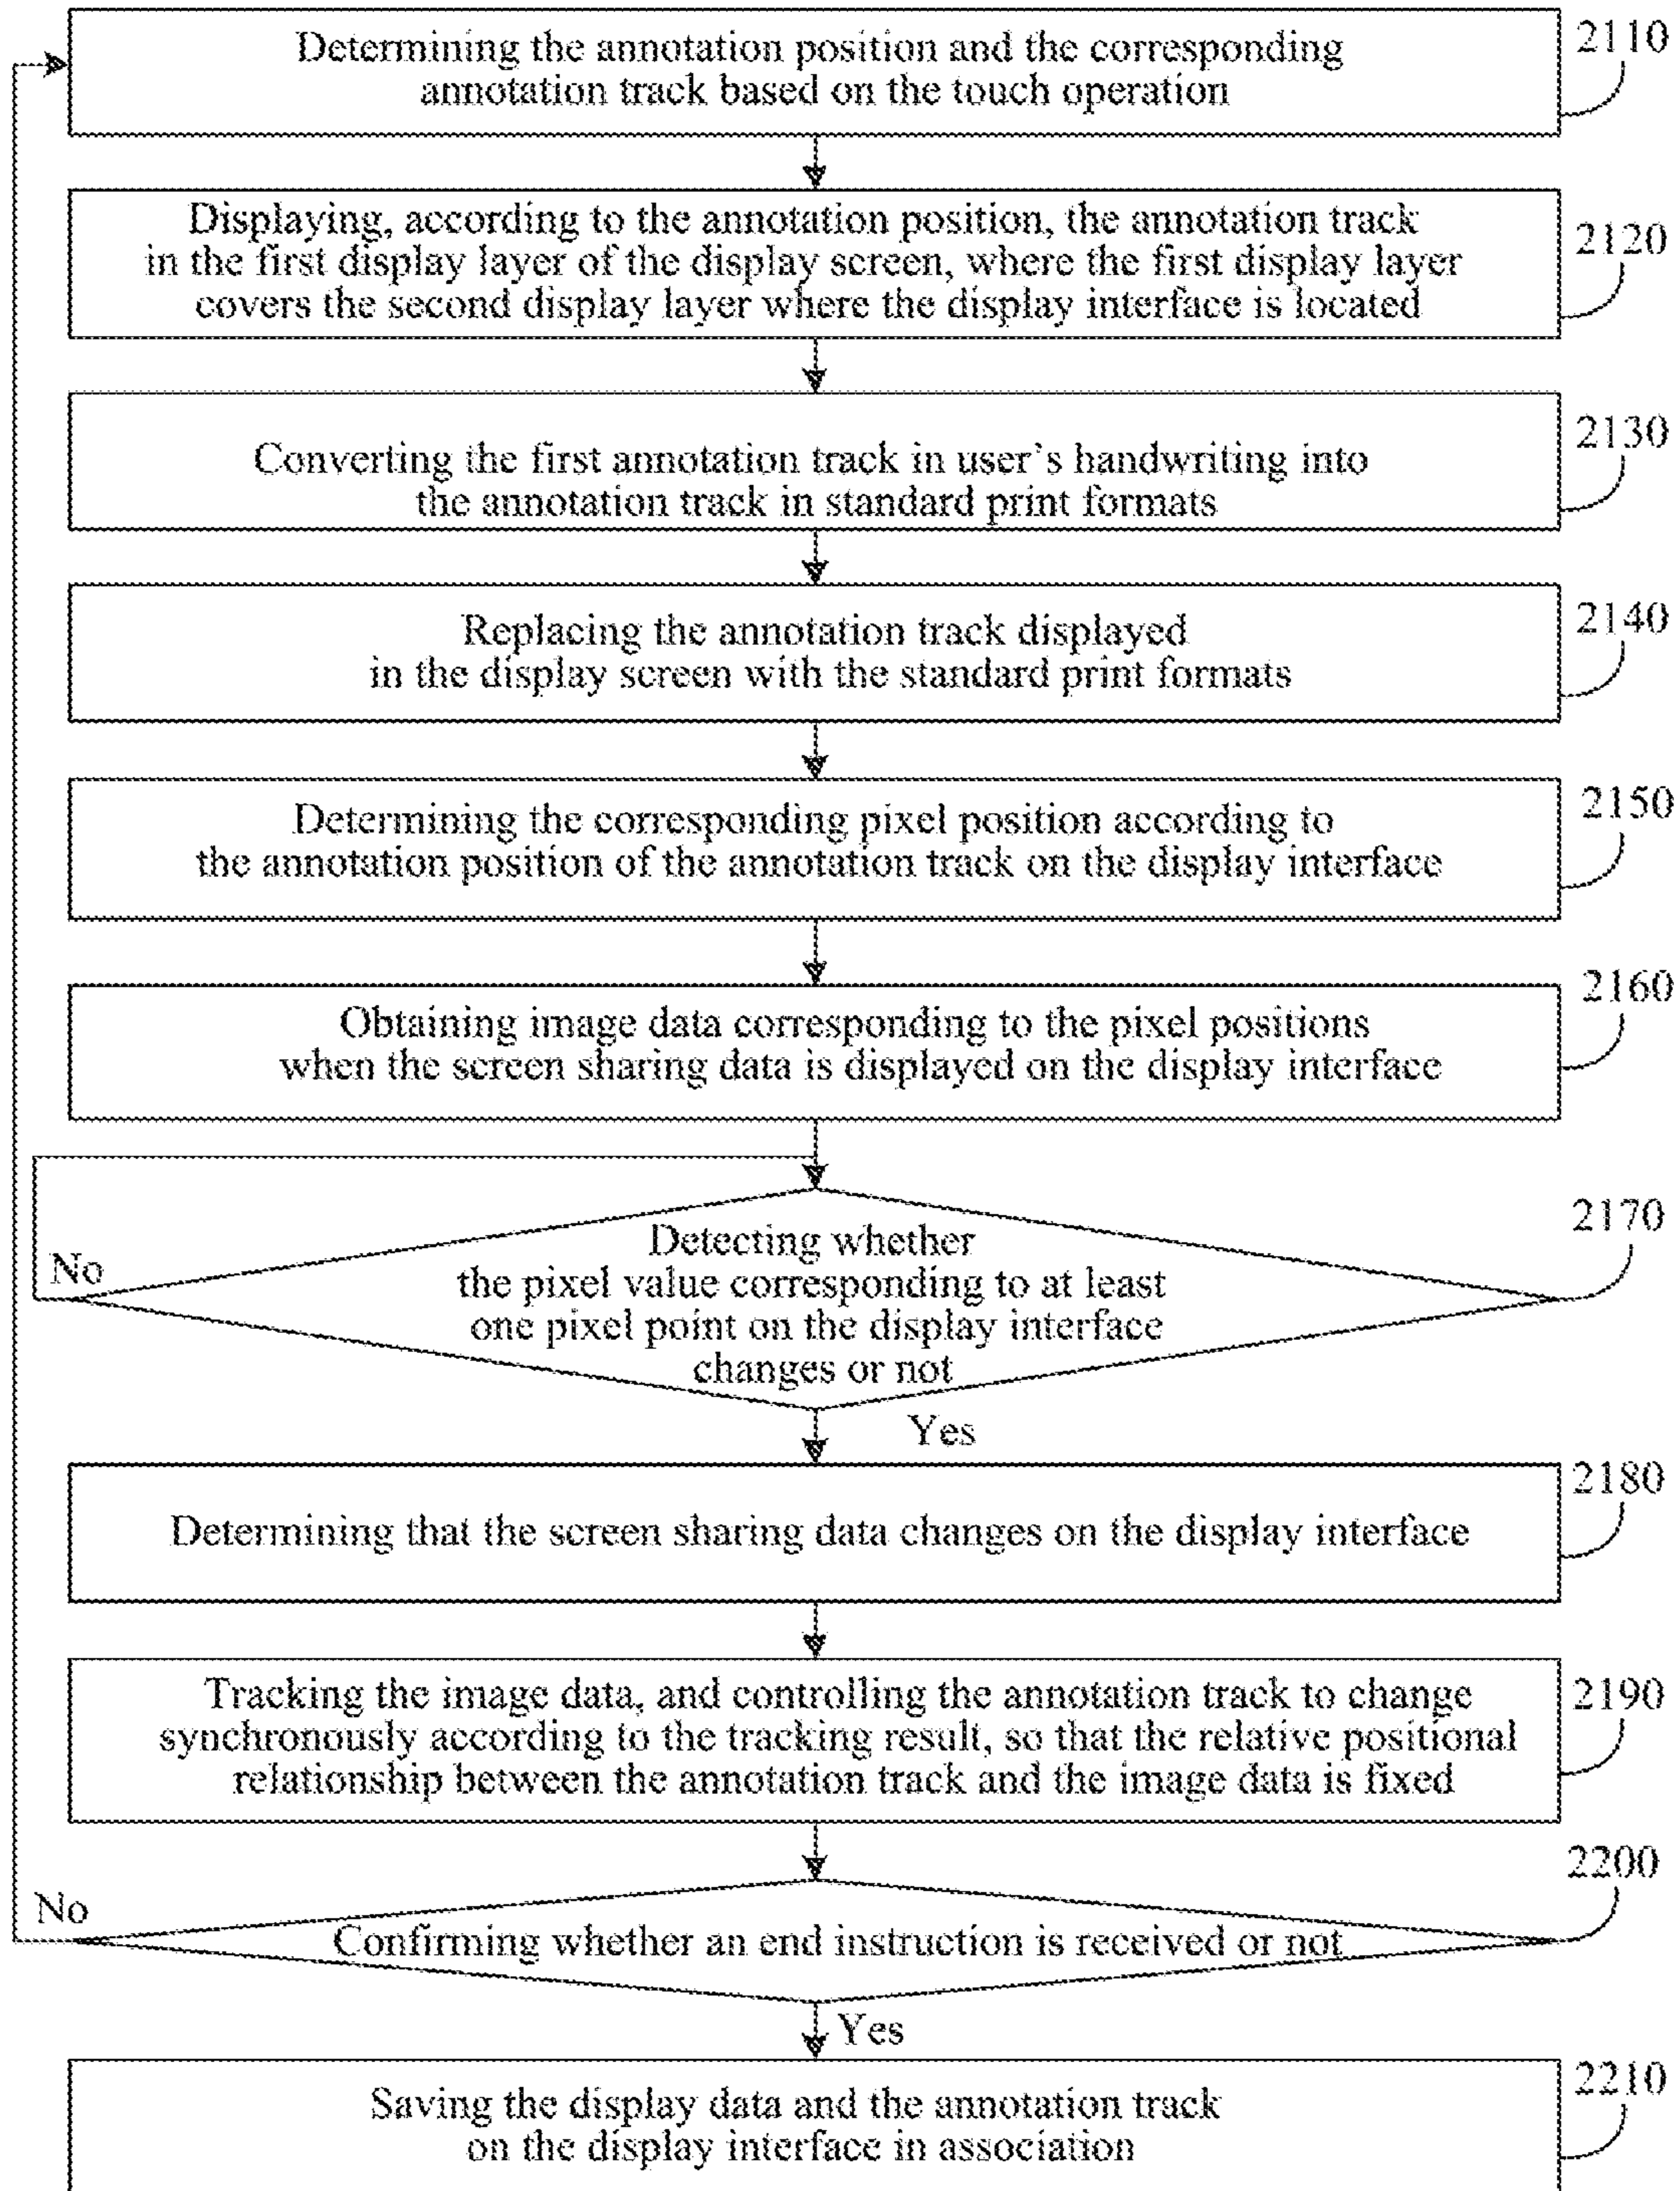 Determining the annotation position and the corresponding
annotation track based on the touch operation
2110
Displaying, according to the annotation position, the annotation track
in the first display layer of the display screen, where the first display layer
covers the second display layer where the display interface is located
2120
Converting the first annotation track in user's handwriting into
the annotation track in standard print formats
2130
Replacing the annotation track displayed
in the display screen with the standard print formats
2140
Determining the corresponding pixel position according to
the annotation position of the annotation track on the display interface
2150
Obtaining image data corresponding to the pixel positions
when the screen sharing data is displayed on the display interface
2160
No
Detecting whether
the pixel value corresponding to at least
one pixel point on the display interface
changes or not
2170
Yes
Determining that the screen sharing data changes on the display interface
2180
Tracking the image data, and controlling the annotation track to change
synchronously according to the tracking result, so that the relative positional
relationship between the annotation track and the image data is fixed
2190
No
Confirming whether an end instruction is received or not
2200
Yes
Saving the display data and the annotation track
on the display interface in association
2210